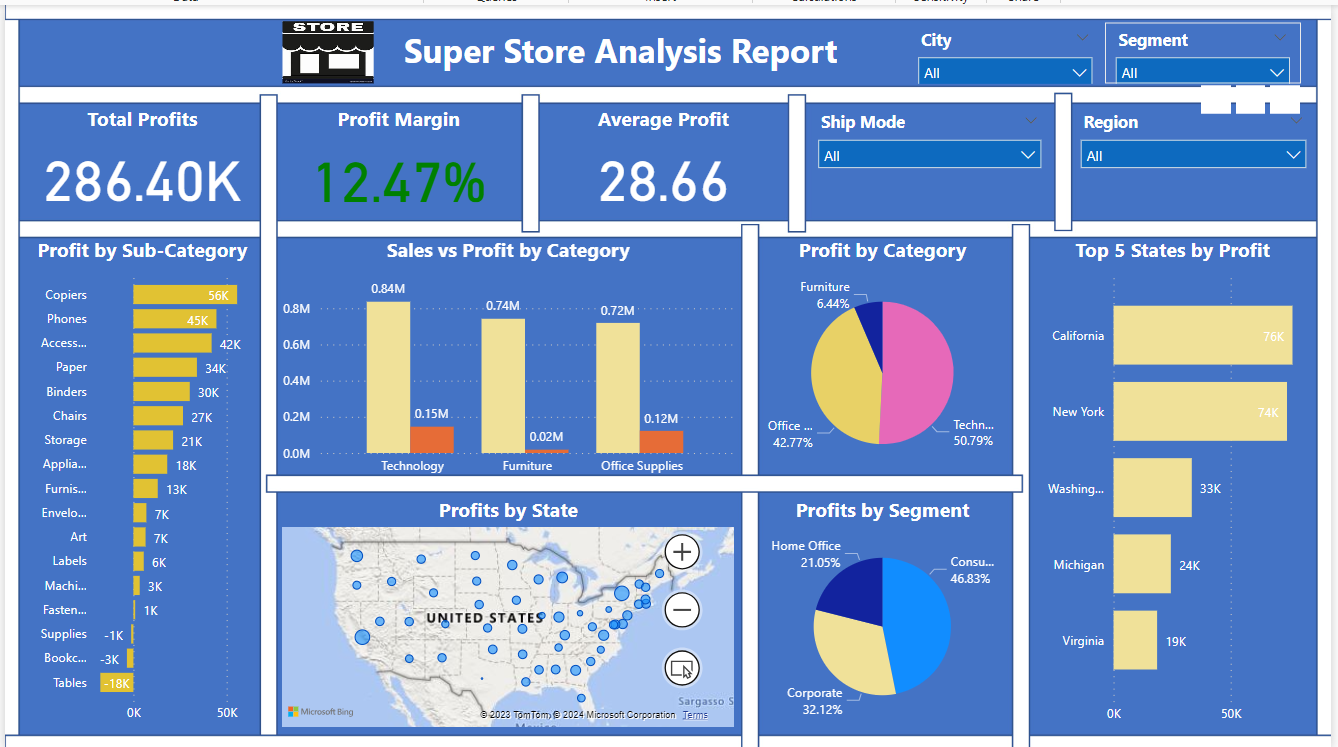 STORE
Super Store Analysis Report
City
All
Segment
All
Total Profits
286.40K
Profit Margin
12.47%
Average Profit
28.66
Ship Mode
All
Region
All
Profit by Sub-Category
Copiers 56K
Phones 45K
Access... 42K
Paper 34K
Binders 30K
Chairs 27K
Storage 21K
Applia... 18K
Furnis... 13K
Envelo... 7K
Art 7K
Labels 6K
Machi... 3K
Fasten... 1K
Supplies -1K
Bookc... -3K
Tables -18K
0K 50K
Sales vs Profit by Category
0.8M
0.6M
0.4M
0.2M
0.0M
0.84M 0.15M
0.74M 0.02M
0.72M 0.12M
Technology Furniture Office Supplies
Profit by Category
Furniture
6.44%
Office ...
42.77%
Techn...
50.79%
Top 5 States by Profit
California 76K
New York 74K
Washing... 33K
Michigan 24K
Virginia 19K
0K 50K
Profits by State
UNITED STATES
Sargasso S
Microsoft Bing
© 2023 TomTom, © 2024 Microsoft Corporation Terms
Profits by Segment
Home Office
21.05%
Consu...
46.83%
Corporate
32.12%